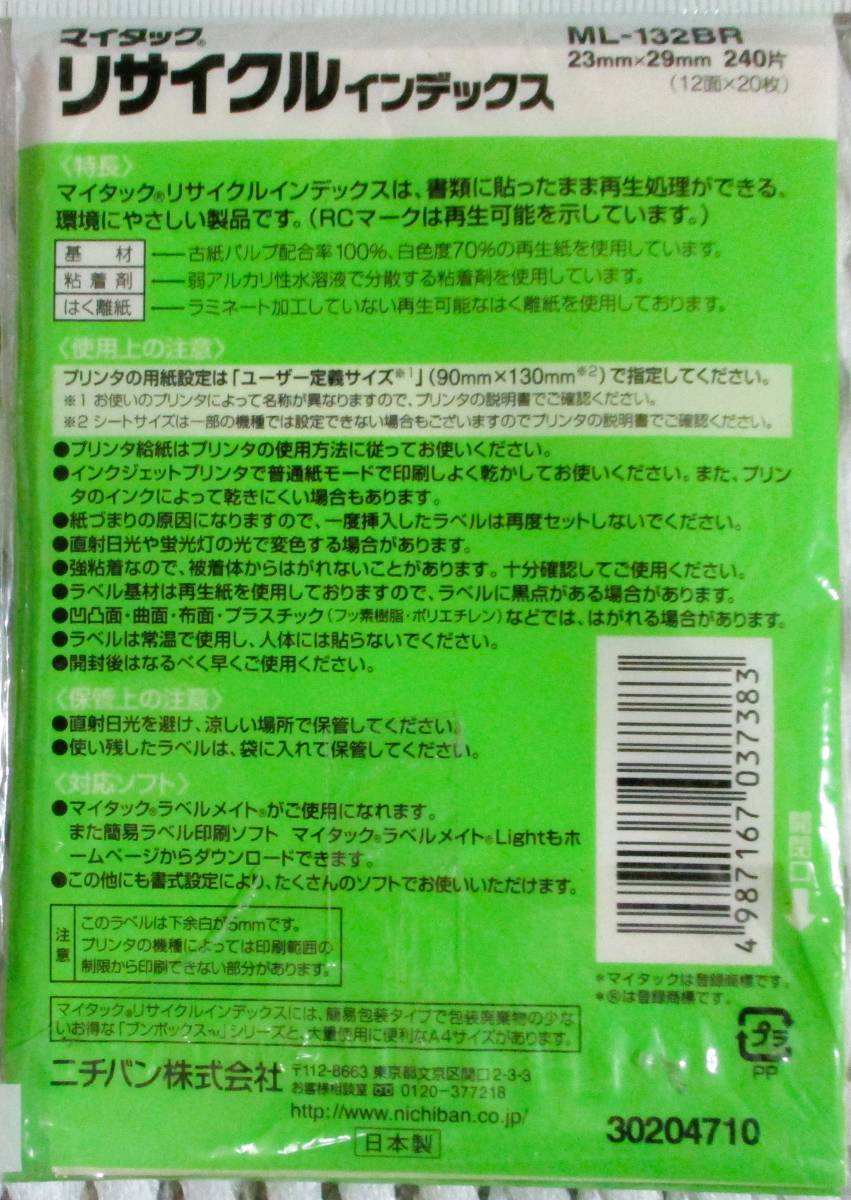 マイタック®
リサイクルインデックス
ML-132BR
23mm×29mm 240片
(12面×20枚)
〈特長〉
マイタック®リサイクルインデックスは、書類に貼ったまま再生処理ができる、
環境にやさしい製品です。(RCマークは再生可能を示しています。)
基材 ― 古紙パルプ配合率100%、白色度70%の再生紙を使用しています。
粘着剤 ― 弱アルカリ性水溶液で分散する粘着剤を使用しています。
はく離紙 ― ラミネート加工していない再生可能なはく離紙を使用しております。
〈使用上の注意〉
プリンタの用紙設定は「ユーザー定義サイズ※1」(90mm×130mm※2)で指定してください。
※1 お使いのプリンタによって名称が異なりますので、プリンタの説明書でご確認ください。
※2 シートサイズは一部の機種では設定できない場合もございますのでプリンタの説明書でご確認ください。
●プリンタ給紙はプリンタの使用方法に従ってお使いください。
●インクジェットプリンタで普通紙モードで印刷しよく乾かしてお使いください。また、プリン
タのインクによって乾きにくい場合もあります。
●紙づまりの原因になりますので、一度挿入したラベルは再度セットしないでください。
●直射日光や蛍光灯の光で変色する場合があります。
●強粘着なので、被着体からはがれないことがあります。十分確認してご使用ください。
●ラベル基材は再生紙を使用しておりますので、ラベルに黒点がある場合があります。
●凹凸面・曲面・布面・プラスチック(フッ素樹脂・ポリエチレン)などでは、はがれる場合があります。
●ラベルは常温で使用し、人体には貼らないでください。
●開封後はなるべく早くご使用ください。
〈保管上の注意〉
●直射日光を避け、涼しい場所で保管してください。
●使い残したラベルは、袋に入れて保管してください。
〈対応ソフト〉
●マイタック®ラベルメイト®がご使用になれます。
また簡易ラベル印刷ソフト マイタック®ラベルメイト®Lightもホ
ームページからダウンロードできます。
●この他にも書式設定により、たくさんのソフトでお使いいただけます。
注意
このラベルは下余白が5mmです。
プリンタの機種によっては印刷範囲の
制限から印刷できない部分があります。
4987167037383
開閉口
*マイタックは登録商標です。
*®は登録商標です。
マイタック®リサイクルインデックスには、簡易包装タイプで包装廃棄物の少な
いお得な「ブンボックス™」シリーズと、大量使用に便利なA4サイズがあります。
プラ
PP
ニチバン株式会社
〒112-8663 東京都文京区関口2-3-3
お客様相談室 0120-377218
http://www.nichiban.co.jp/
日本製
30204710